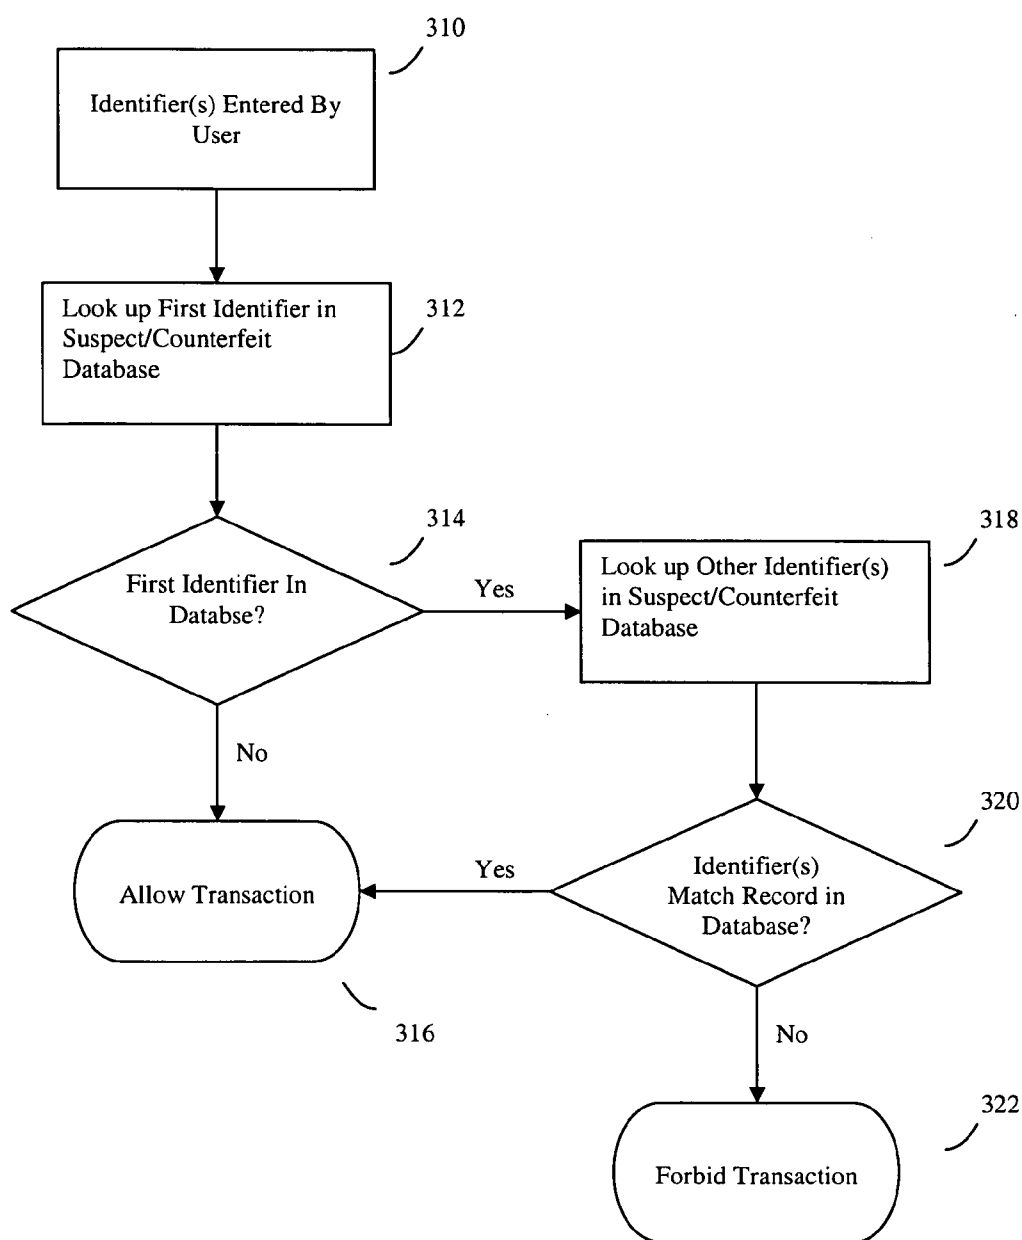 310
Identifier(s) Entered By
User
Look up First Identifier in
Suspect/Counterfeit
Database
312
314
First Identifier In
Databse?
Yes
318
Look up Other Identifier(s)
in Suspect/Counterfeit
Database
No
320
Allow Transaction
Yes
Identifier(s)
Match Record in
Database?
316
No
322
Forbid Transaction